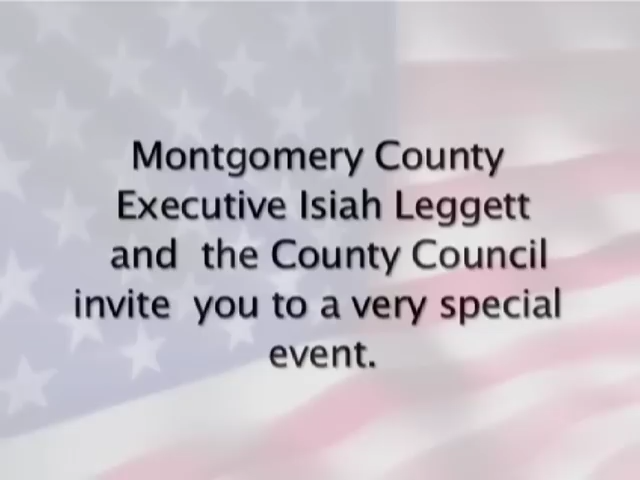 Montgomery County
Executive Isiah Leggett
and the County Council
invite you to a very special
event.